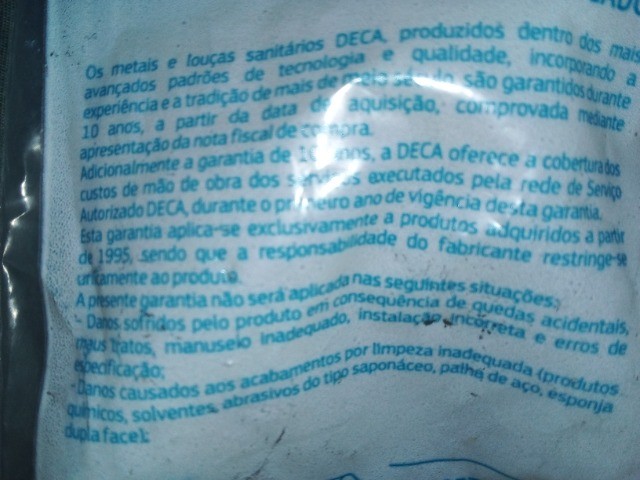 Os metais e louças sanitários DECA, produzidos dentro dos mais
avançados padrões de tecnologia e qualidade, incorporando a
experiência e a tradição de mais de meio século, são garantidos durante
10 anos, a partir da data de aquisição, comprovada mediante
apresentação da nota fiscal de compra.
Adicionalmente a garantia de 10 anos, a DECA oferece a cobertura dos
custos de mão de obra dos serviços executados pela rede de Serviço
Autorizado DECA, durante o primeiro ano de vigência desta garantia.
Esta garantia aplica-se exclusivamente a produtos adquiridos a partir
de 1995, sendo que a responsabilidade do fabricante restringe-se
unicamente ao produto.
A presente garantia não será aplicada nas seguintes situações:
- Danos sofridos pelo produto em conseqüência de quedas acidentais,
maus tratos, manuseio inadequado, instalação incorreta e erros de
especificação;
- Danos causados aos acabamentos por limpeza inadequada (produtos
químicos, solventes, abrasivos do tipo saponáceo, palha de aço, esponja
dupla face);